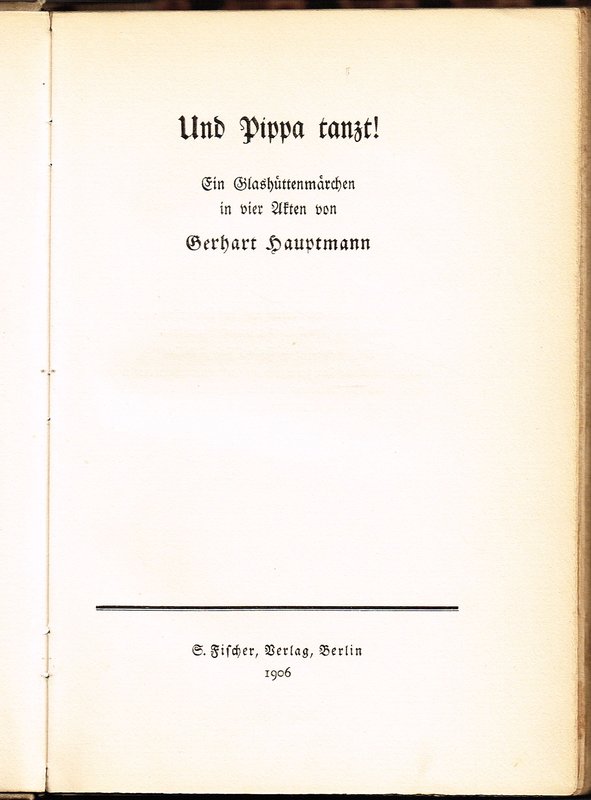 Und Pippa tanzt!
Ein Glashüttenmärchen
in vier Akten von
Gerhart Hauptmann
S. Fischer, Verlag, Berlin
1906